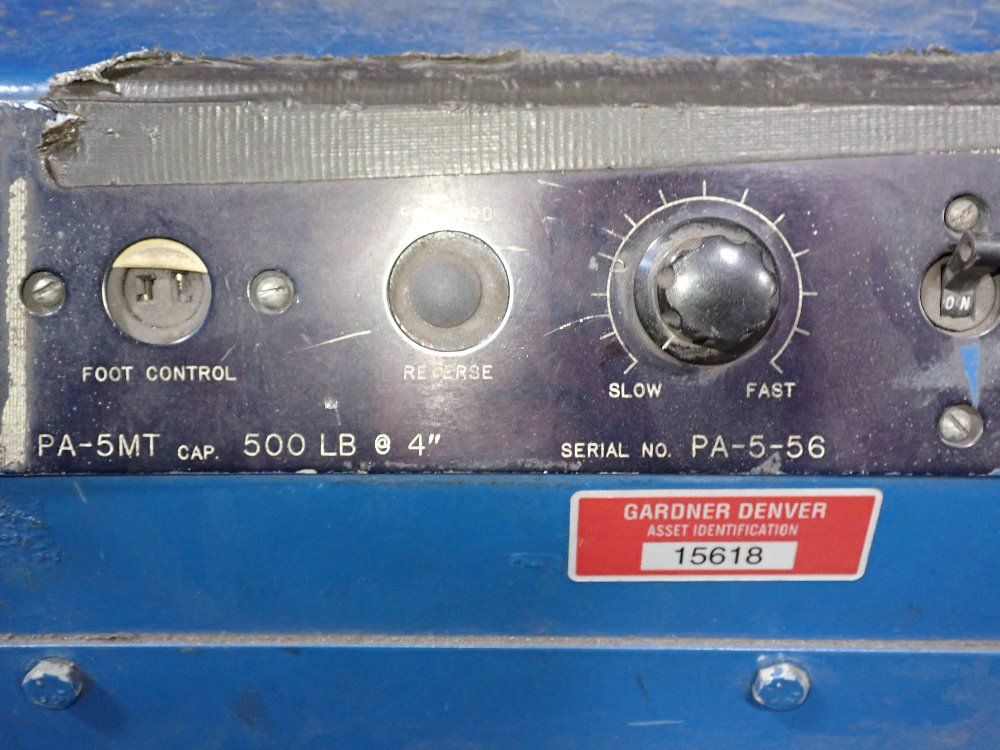 FORWARD
ON
FOOT CONTROL
REVERSE
SLOW
FAST
PA-5MT CAP. 500 LB @ 4"
SERIAL NO. PA-5-56
GARDNER DENVER
ASSET IDENTIFICATION
15618